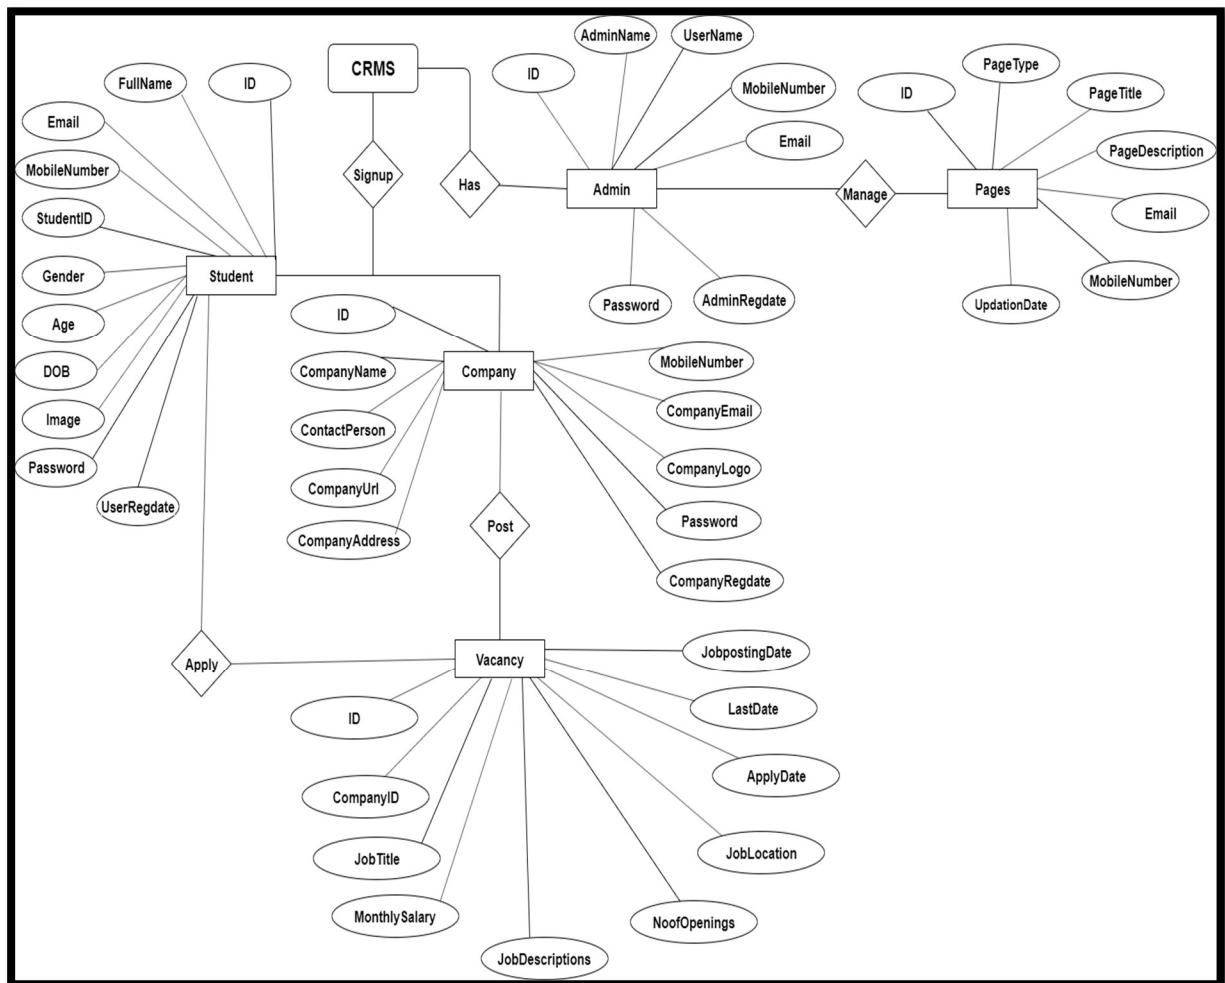 AdminName
UserName
CRMS
ID
PageType
FullName
ID
MobileNumber
ID
PageTitle
Email
Email
PageDescription
MobileNumber
Signup
Has
Admin
Manage
Pages
StudentID
Email
Gender
Student
MobileNumber
Password
AdminRegdate
UpdationDate
Age
ID
DOB
CompanyName
Company
MobileNumber
Image
ContactPerson
CompanyEmail
Password
CompanyUrl
CompanyLogo
UserRegdate
CompanyAddress
Post
Password
CompanyRegdate
Apply
Vacancy
JobpostingDate
ID
LastDate
ApplyDate
CompanyID
JobTitle
JobLocation
MonthlySalary
NoofOpenings
JobDescriptions